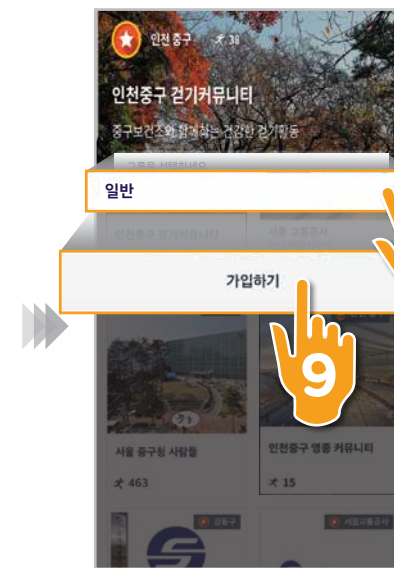 인천 중구 38
인천중구 걷기커뮤니티
중구보건소와 함께하는 건강한 걷기활동
그룹을 선택하세요
일반
인천중구 걷기커뮤니티 서울 교통공사
가입하기
9
서울 중구청 사람들 인천중구 영종 커뮤니티
463 15
강동구 서울교통공사